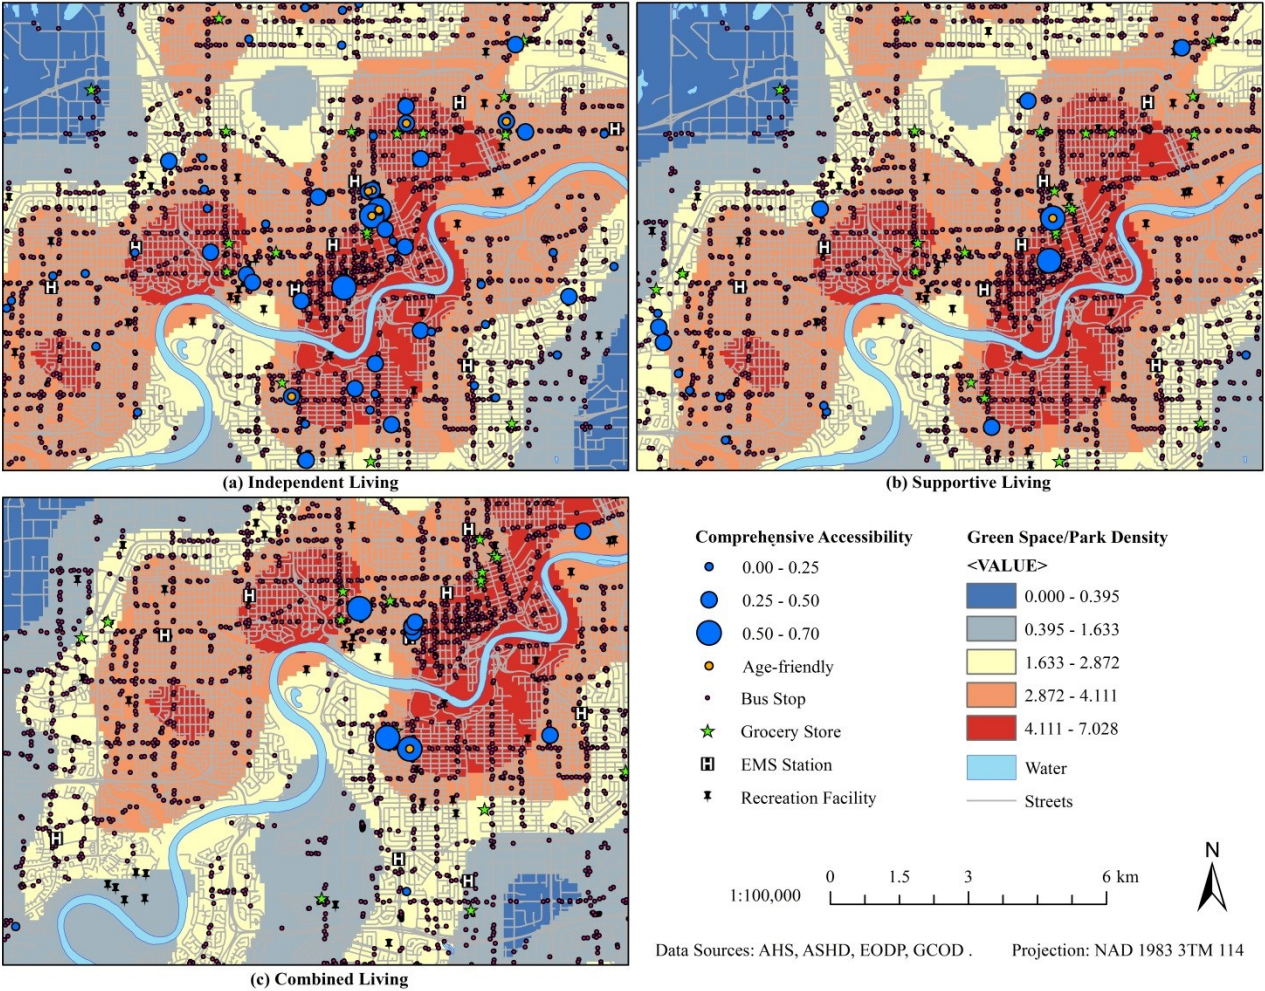 (a) Independent Living
(b) Supportive Living
(c) Combined Living
Comprehensive Accessibility
0.00 - 0.25
0.25 - 0.50
0.50 - 0.70
Age-friendly
Bus Stop
Grocery Store
H EMS Station
Recreation Facility
Green Space/Park Density
<VALUE>
0.000 - 0.395
0.395 - 1.633
1.633 - 2.872
2.872 - 4.111
4.111 - 7.028
Water
Streets
1:100,000
0 1.5 3 6 km
N
Data Sources: AHS, ASHD, EODP, GCOD .
Projection: NAD 1983 3TM 114